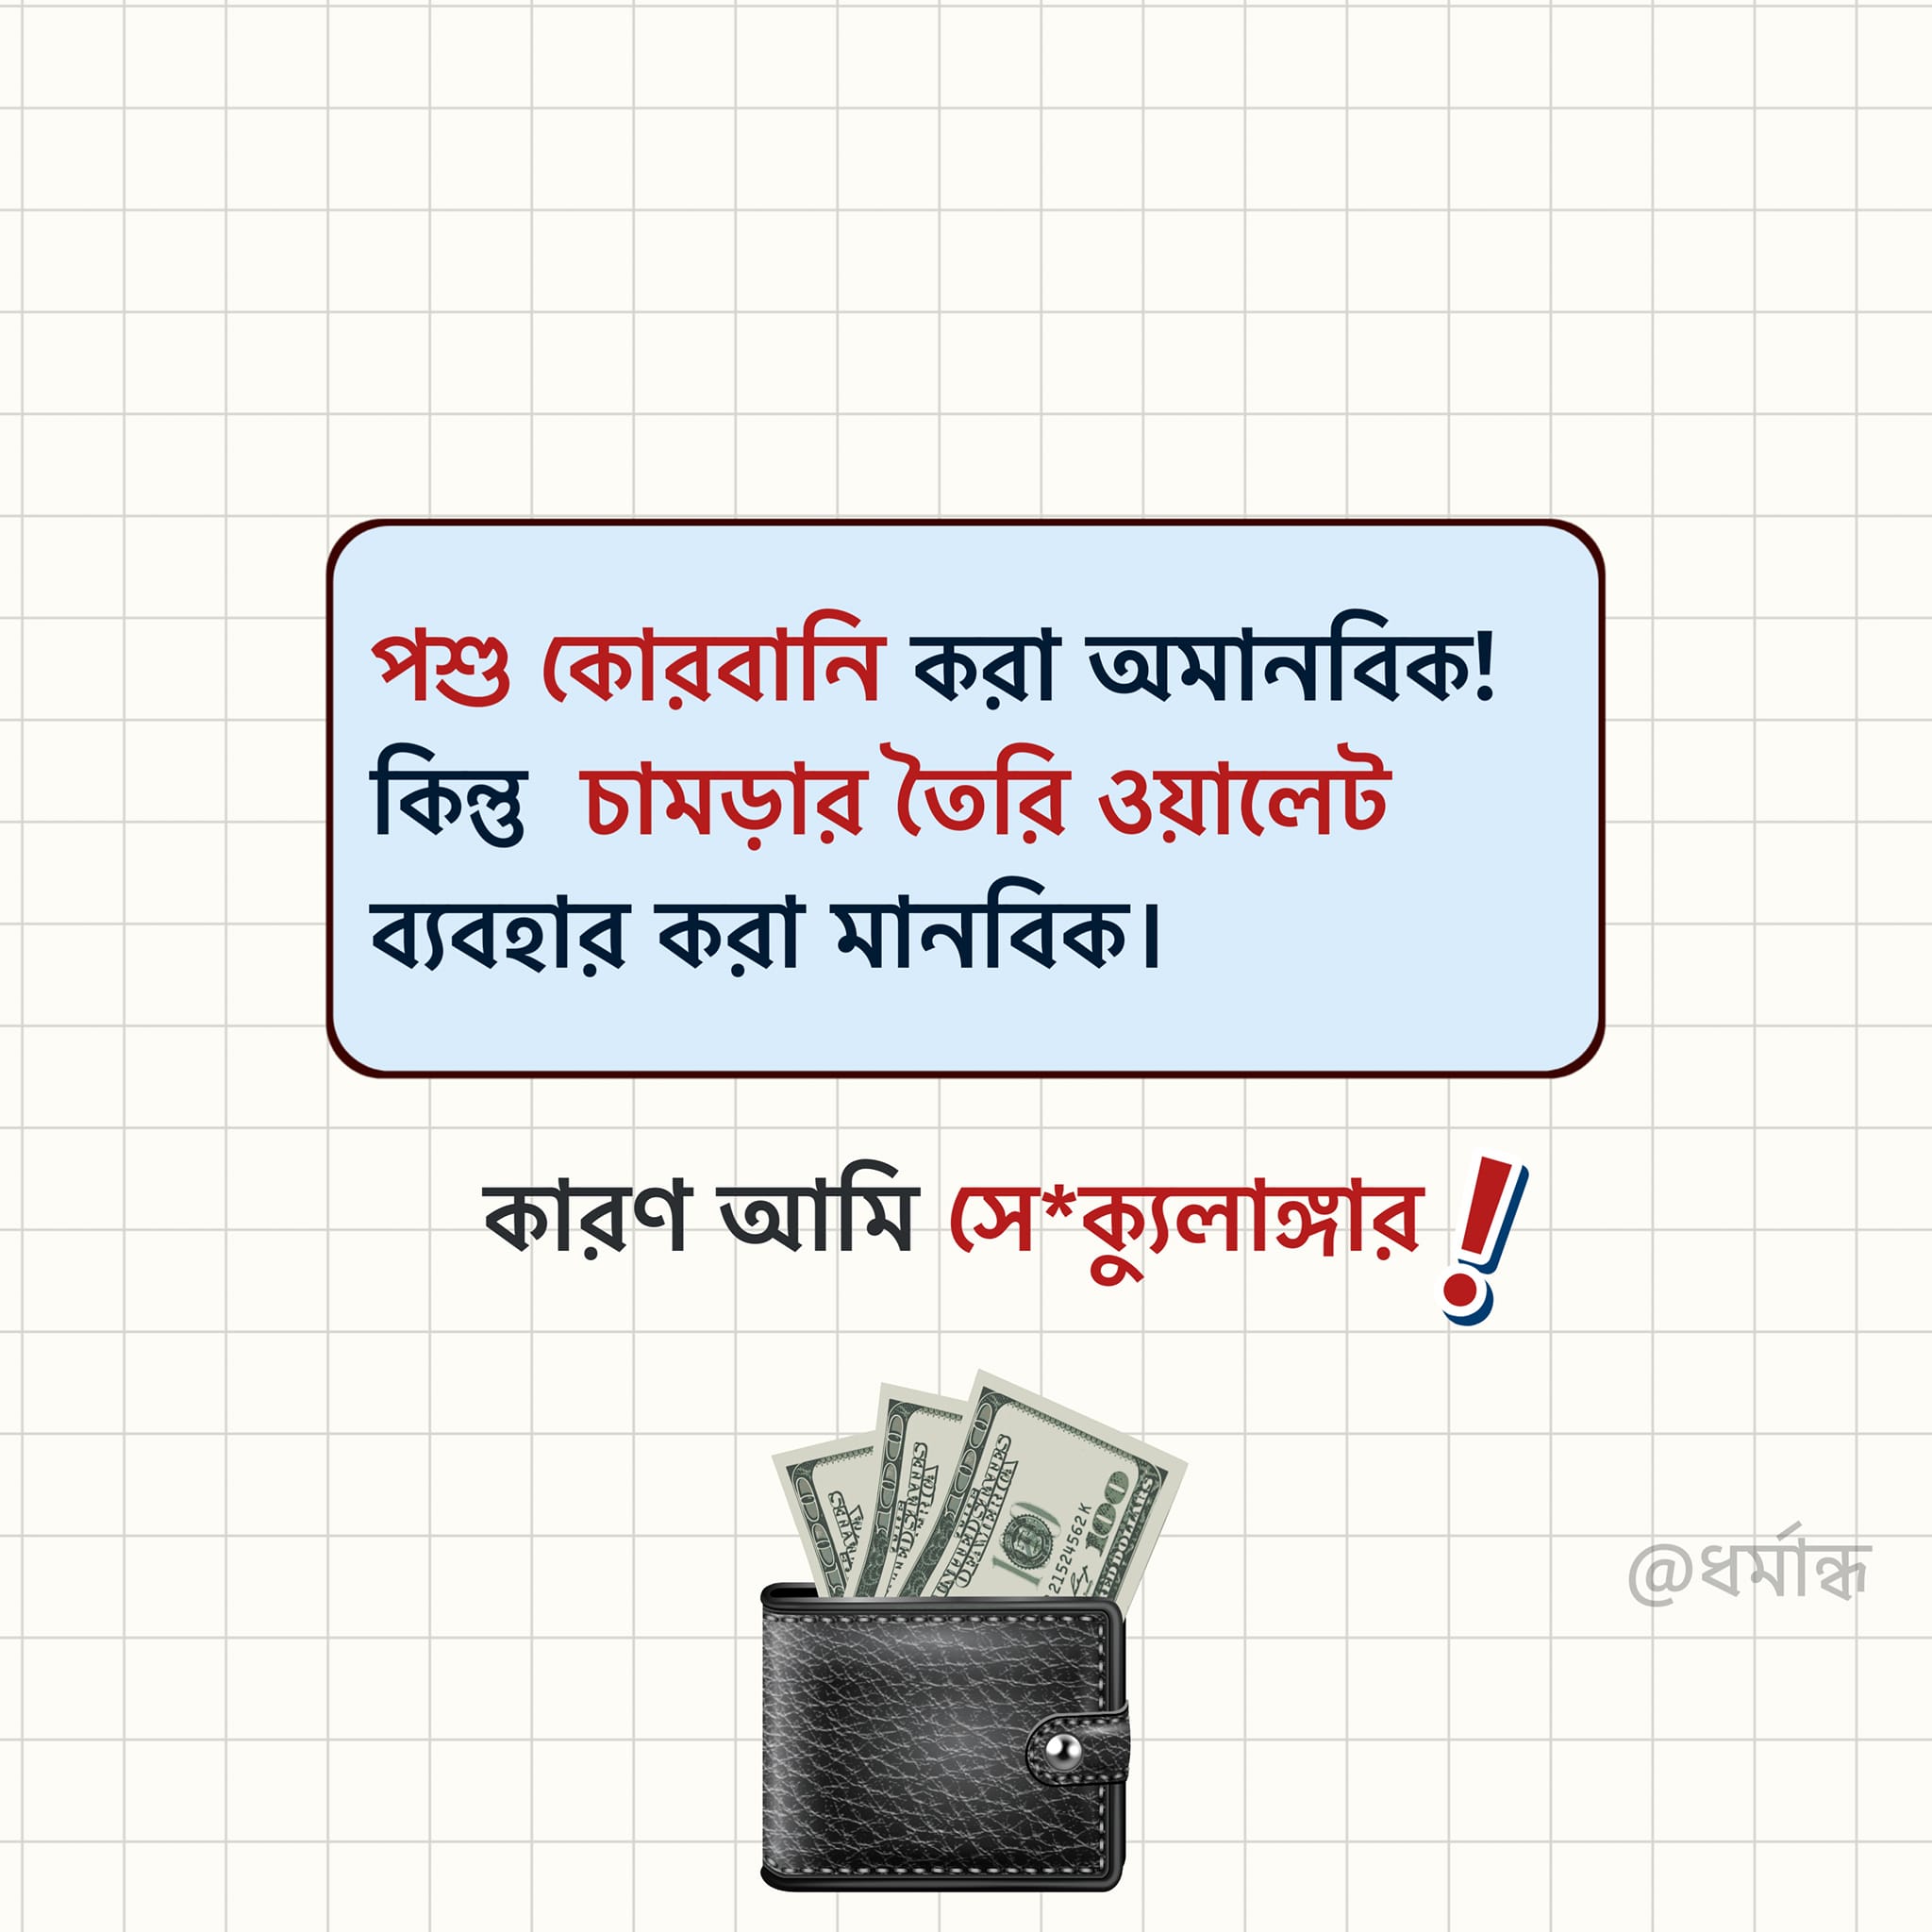 পশু কোরবানি করা অমানবিক!
কিন্তু চামড়ার তৈরি ওয়ালেট
ব্যবহার করা মানবিক।
কারণ আমি সে*ক্যুলাঙ্গার!
@ধর্মান্ধ